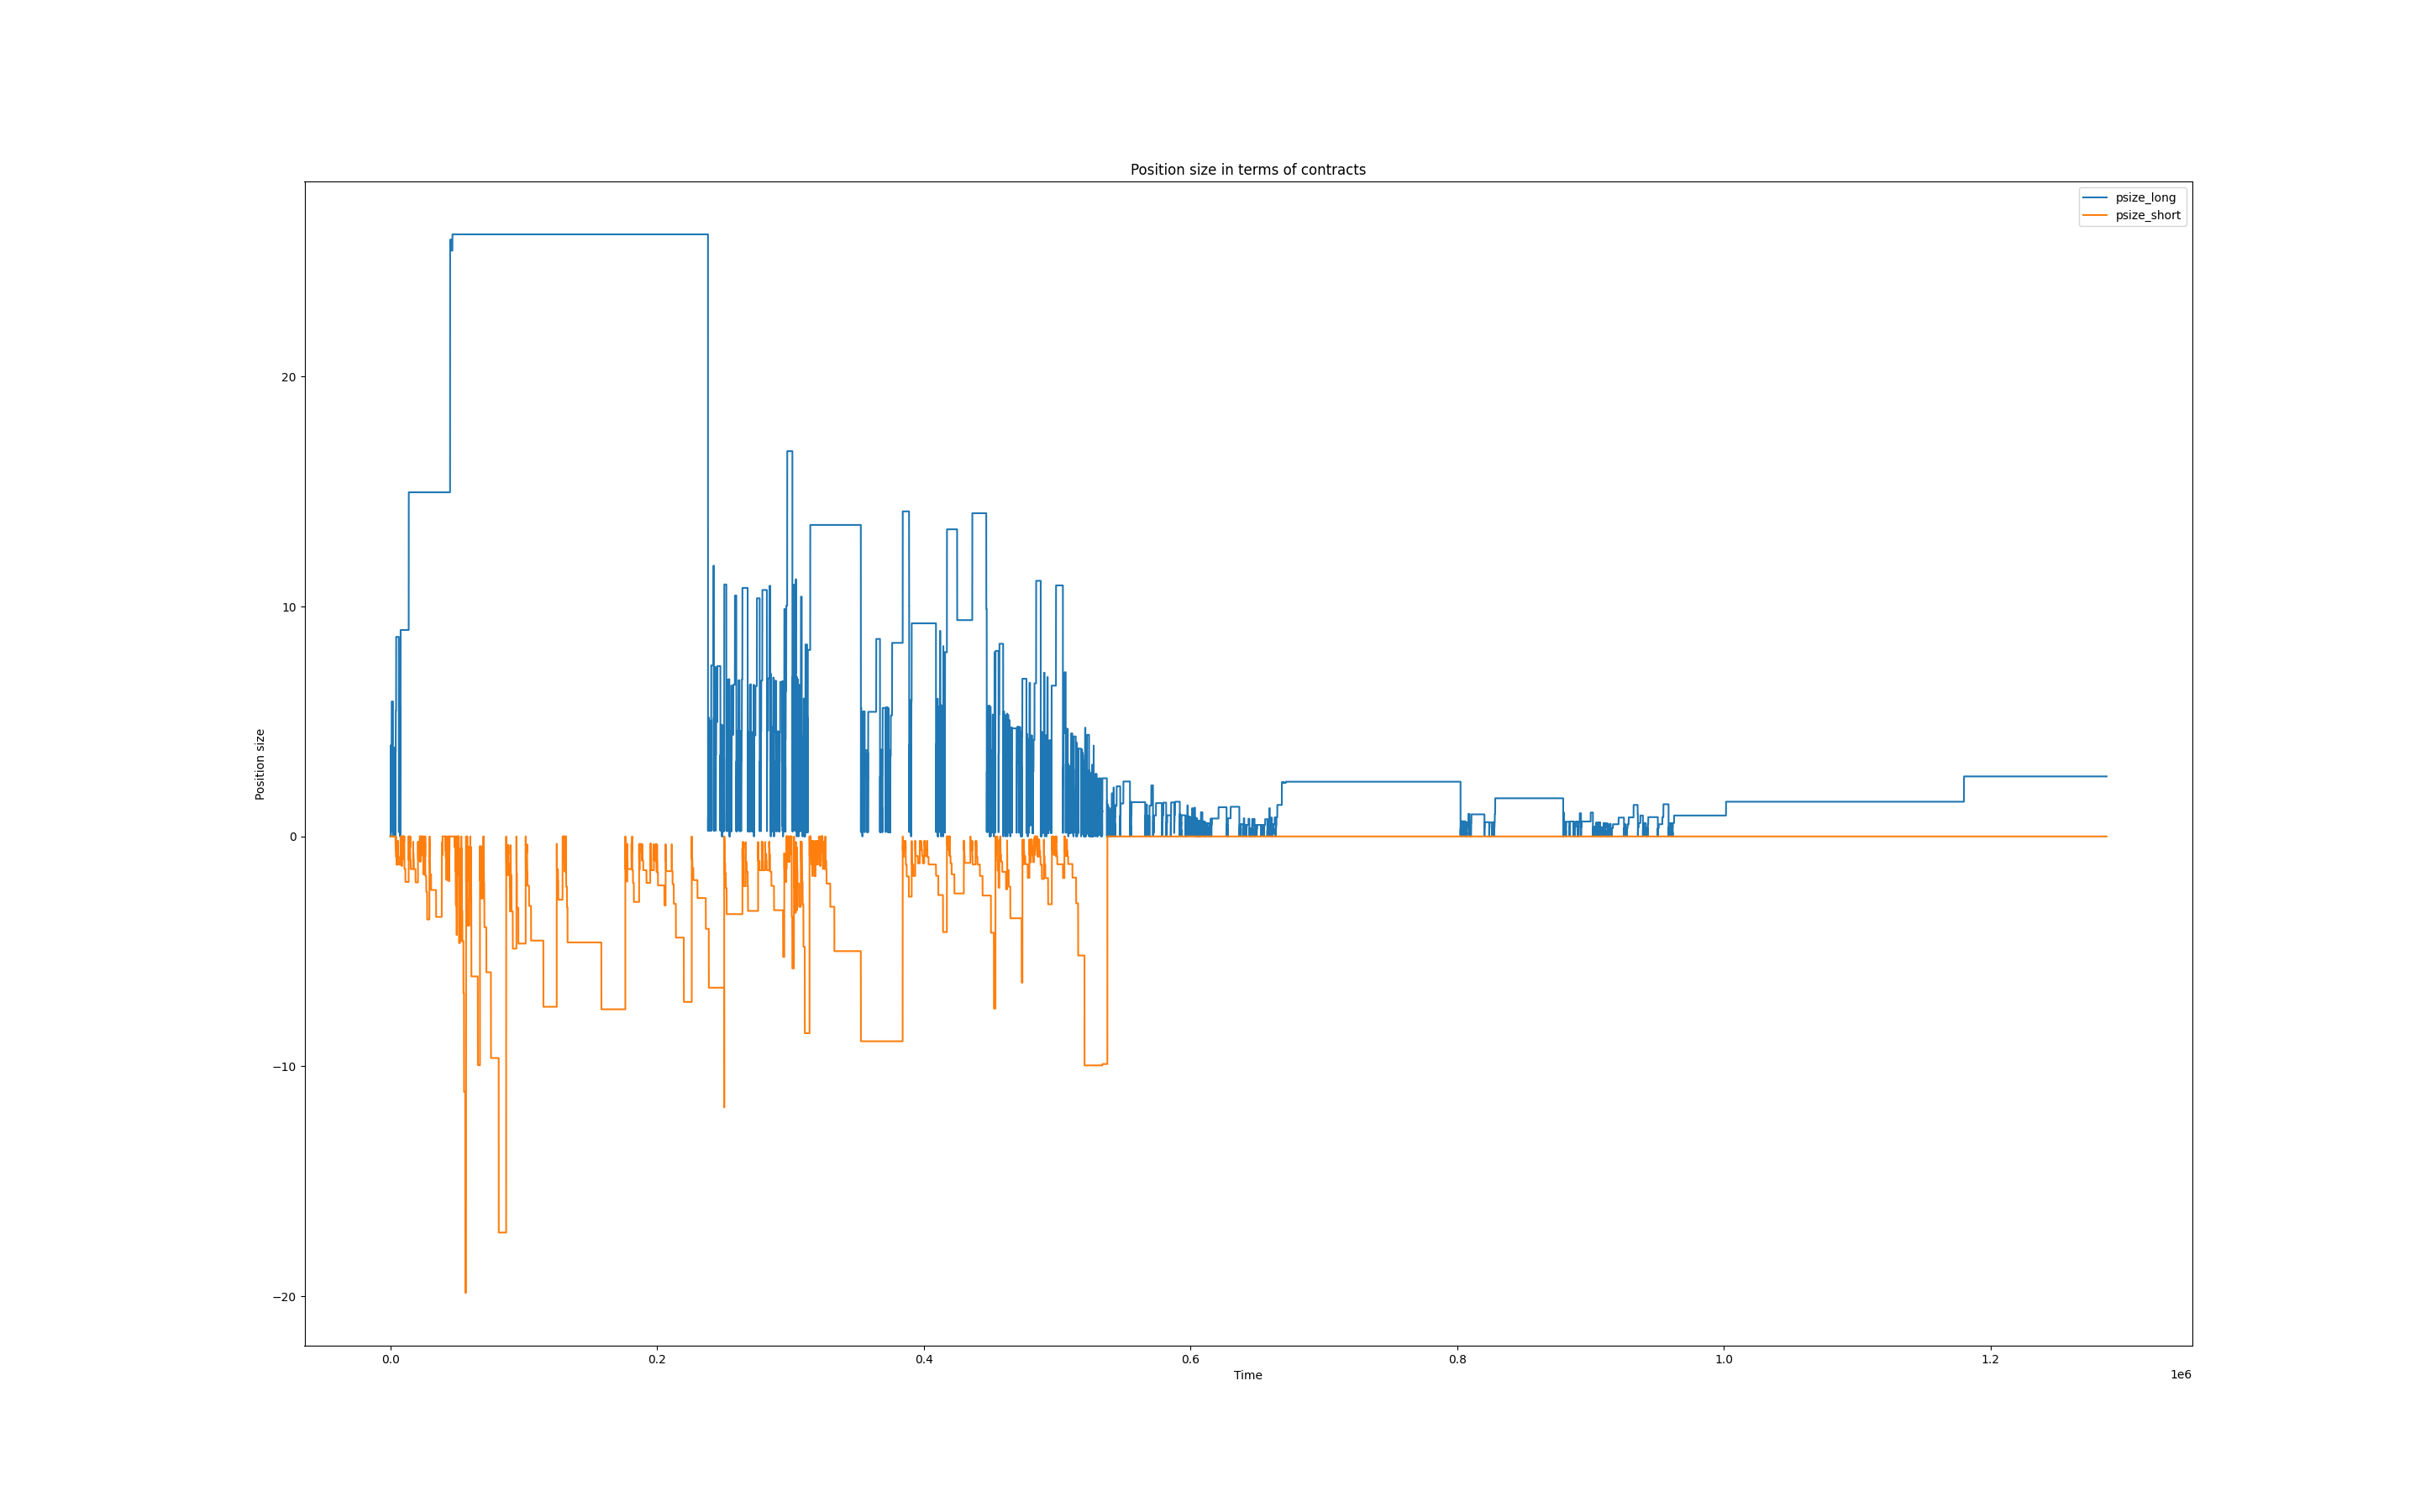 Position size in terms of contracts
psize_long
psize_short
20
10
0
−10
−20
Position size
0.0
0.2
0.4
0.6
0.8
1.0
1.2
1e6
Time